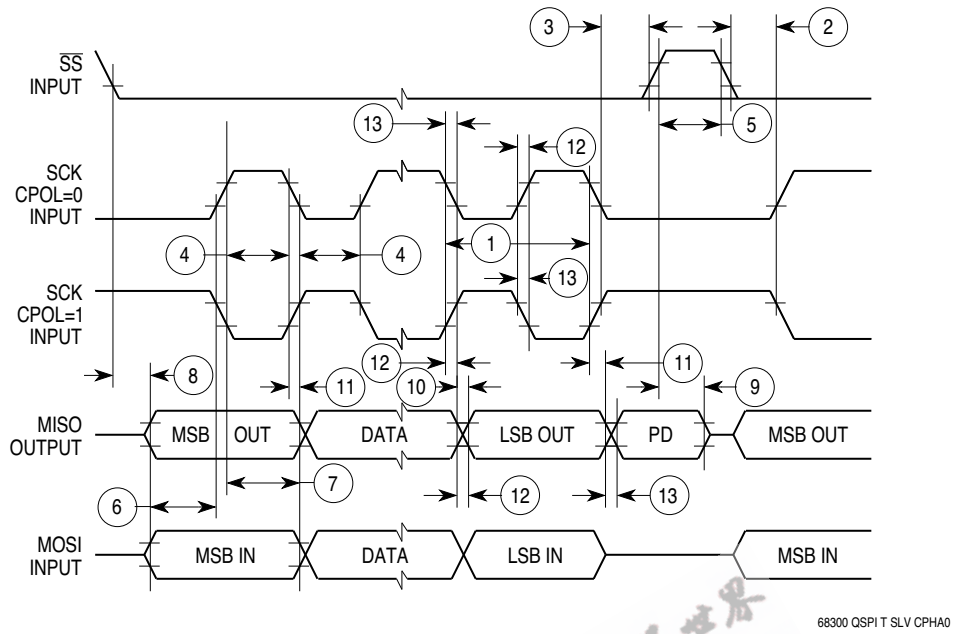 3
2
SS
INPUT
5
13
12
SCK
CPOL=0
INPUT
4
4
1
13
SCK
CPOL=1
INPUT
8
11
12
10
11
9
MISO
OUTPUT
MSB OUT
DATA
LSB OUT
PD
MSB OUT
7
12
13
6
MOSI
INPUT
MSB IN
DATA
LSB IN
MSB IN
68300 QSPI T SLV CPHA0